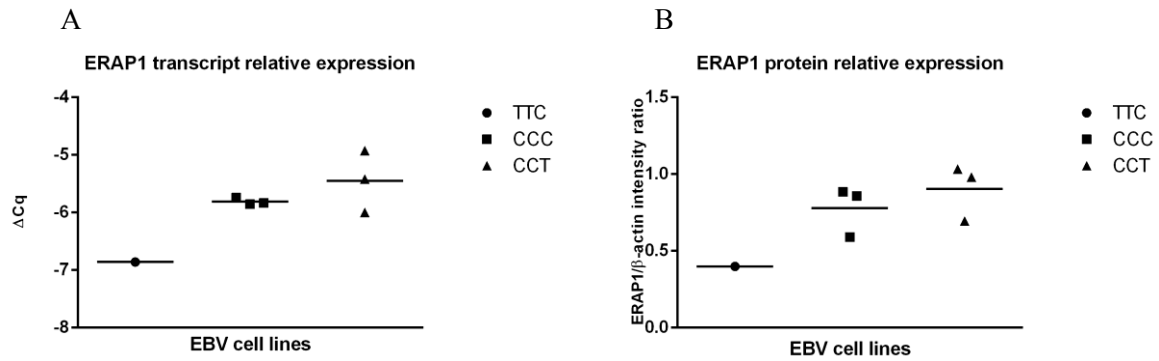 A
ERAP1 transcript relative expression
-4
-5
-6
-7
-8
ΔCq
EBV cell lines
TTC
CCC
CCT
B
ERAP1 protein relative expression
1.5
1.0
0.5
0.0
ERAP1/β-actin intensity ratio
EBV cell lines
TTC
CCC
CCT